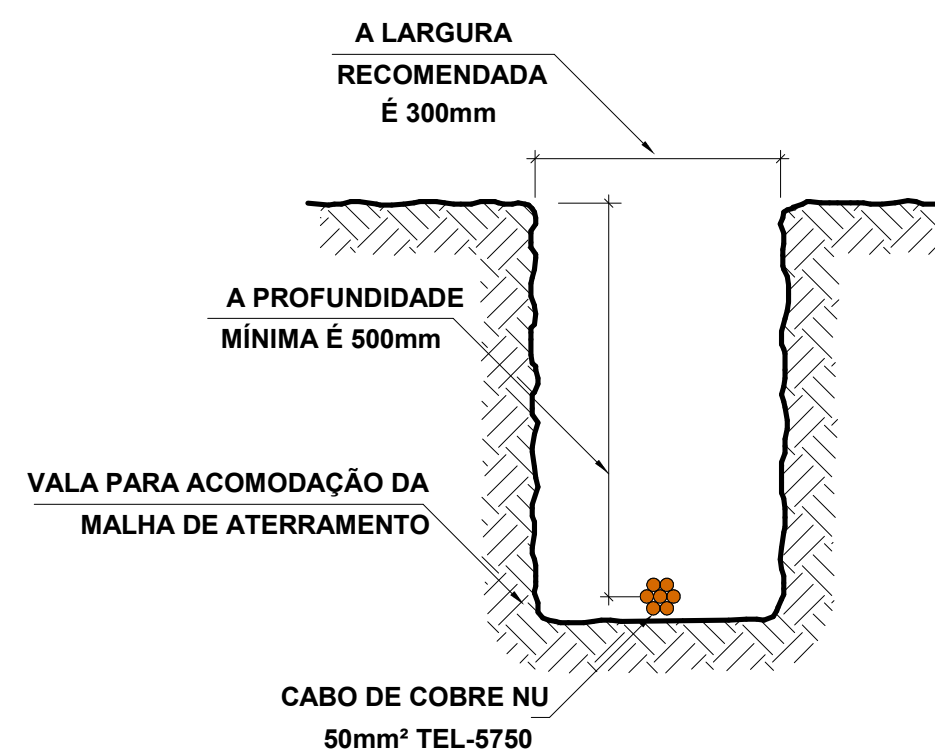 A LARGURA
RECOMENDADA
É 300mm
A PROFUNDIDADE
MÍNIMA É 500mm
VALA PARA ACOMODAÇÃO DA
MALHA DE ATERRAMENTO
CABO DE COBRE NU
50mm² TEL-5750